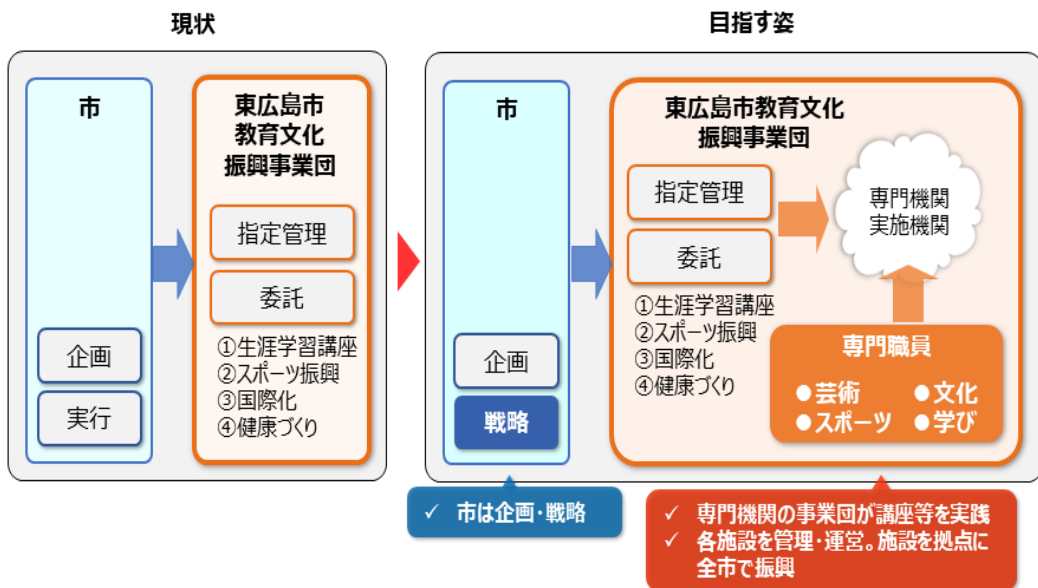 現状
市
企画
実行
東広島市
教育文化
振興事業団
指定管理
委託
①生涯学習講座
②スポーツ振興
③国際化
④健康づくり
目指す姿
市
企画
戦略
東広島市教育文化
振興事業団
指定管理
委託
①生涯学習講座
②スポーツ振興
③国際化
④健康づくり
専門機関
実施機関
専門職員
●芸術 ●文化
●スポーツ ●学び
✓ 市は企画・戦略
✓ 専門機関の事業団が講座等を実践
✓ 各施設を管理・運営。施設を拠点に
全市で振興